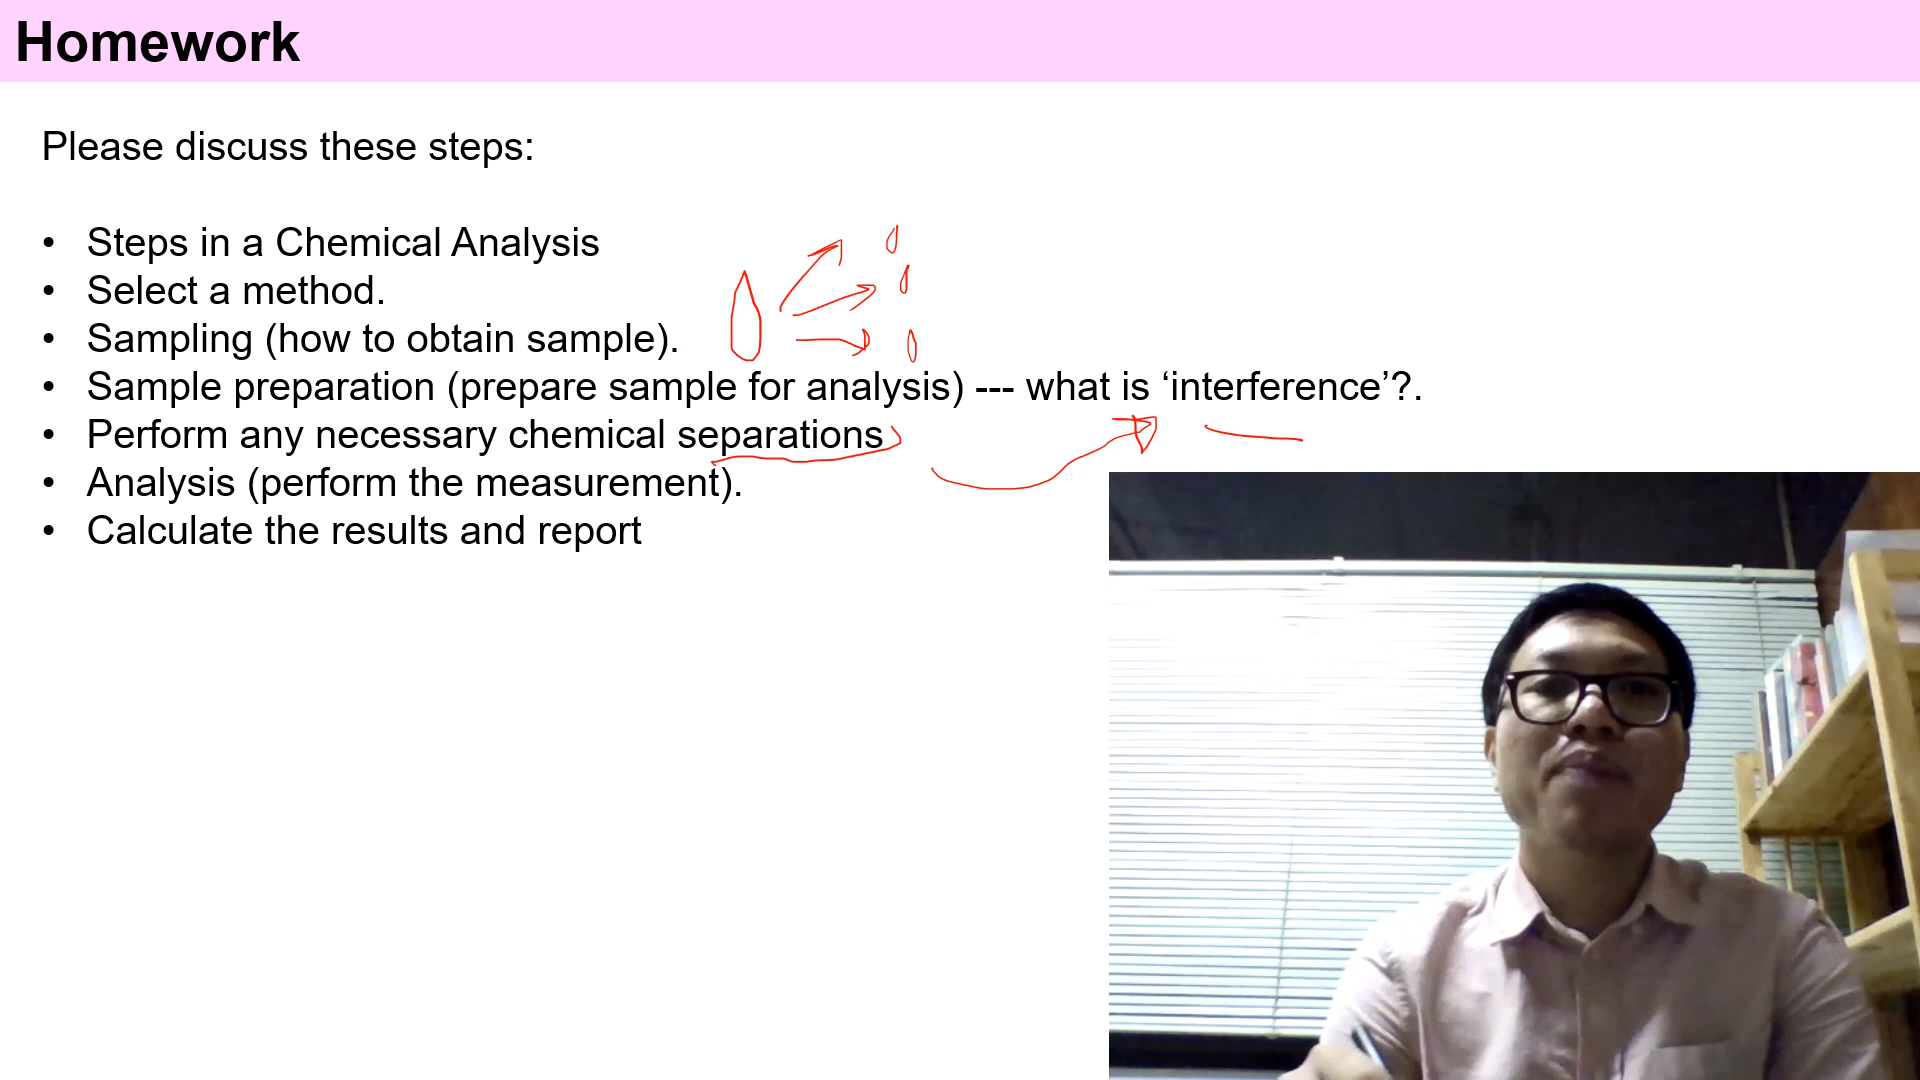 Homework
Please discuss these steps:
• Steps in a Chemical Analysis
• Select a method.
• Sampling (how to obtain sample).
• Sample preparation (prepare sample for analysis) --- what is ‘interference’?.
• Perform any necessary chemical separations
• Analysis (perform the measurement).
• Calculate the results and report